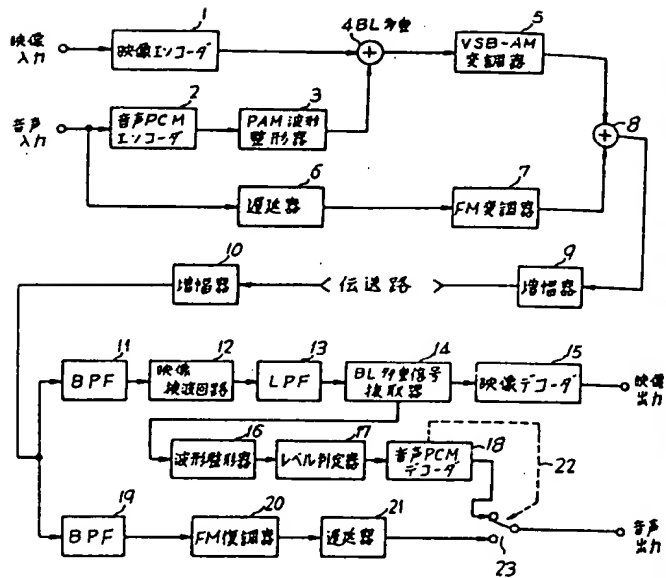 1
4 BL多重
5
映像
入力
映像エンコーダ
VSB-AM
変調器
2
3
音声
入力
音声PCM
エンコーダ
PAM波形
整形器
8
6
7
遅延器
FM変調器
10
9
増幅器
伝送路
増幅器
11
12
13
14
15
BPF
映像
検波回路
LPF
BL多重信号
抜取器
映像デコーダ
映像
出力
16
17
18
波形整形器
レベル判定器
音声PCM
デコーダ
22
19
20
21
BPF
FM復調器
遅延器
23
音声
出力